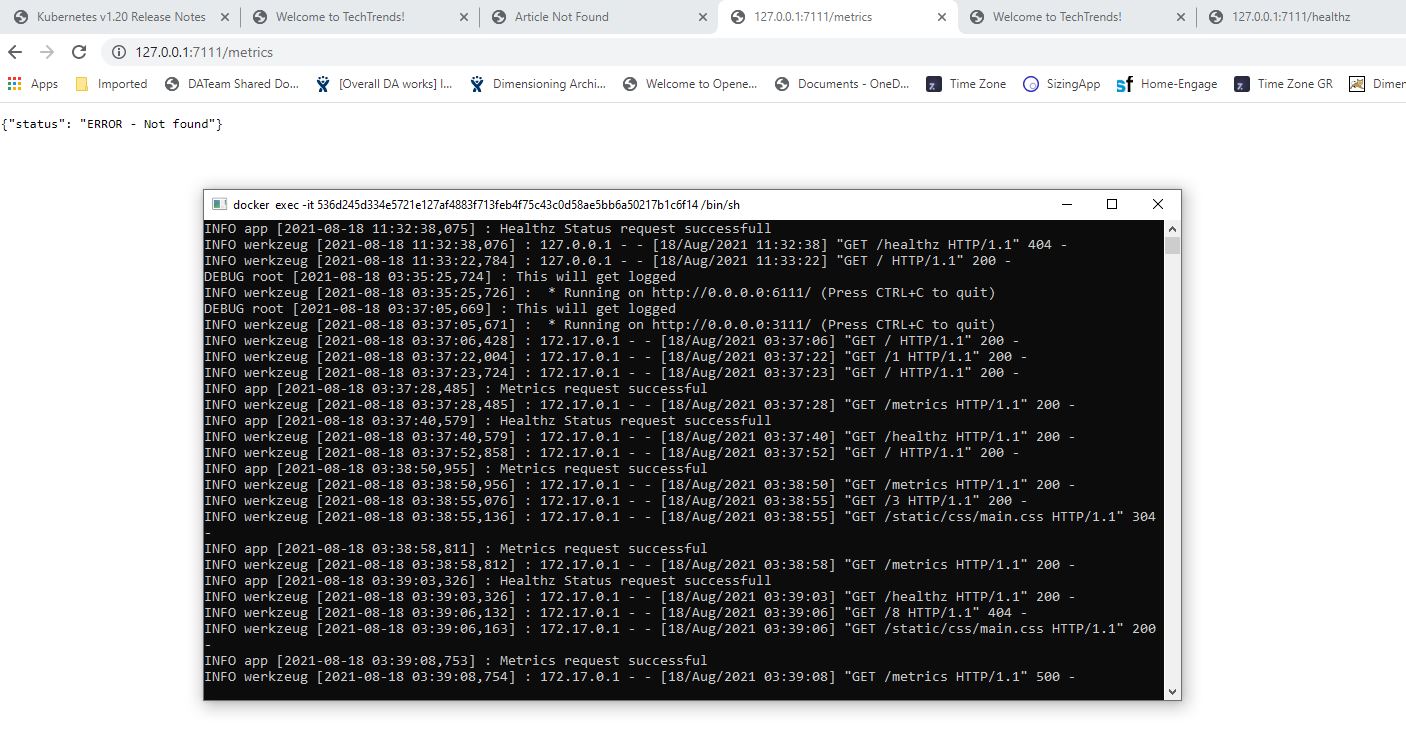 Kubernetes v1.20 Release Notes
Welcome to TechTrends!
Article Not Found
127.0.0.1:7111/metrics
Welcome to TechTrends!
127.0.0.1:7111/healthz
127.0.0.1:7111/metrics
Apps
Imported
DATeam Shared Do...
[Overall DA works] I...
Dimensioning Archi...
Welcome to Opene...
Documents - OneD...
Time Zone
SizingApp
Home-Engage
Time Zone GR
Dimen
{"status": "ERROR - Not found"}
docker exec -it 536d245d334e5721e127af4883f713feb4f75c43c0d58ae5bb6a50217b1c6f14 /bin/sh
INFO app [2021-08-18 11:32:38,075] : Healthz Status request successfull
INFO werkzeug [2021-08-18 11:32:38,076] : 127.0.0.1 - - [18/Aug/2021 11:32:38] "GET /healthz HTTP/1.1" 404 -
INFO werkzeug [2021-08-18 11:33:22,784] : 127.0.0.1 - - [18/Aug/2021 11:33:22] "GET / HTTP/1.1" 200 -
DEBUG root [2021-08-18 03:35:25,724] : This will get logged
INFO werkzeug [2021-08-18 03:35:25,726] :  * Running on http://0.0.0.0:6111/ (Press CTRL+C to quit)
DEBUG root [2021-08-18 03:37:05,669] : This will get logged
INFO werkzeug [2021-08-18 03:37:05,671] :  * Running on http://0.0.0.0:3111/ (Press CTRL+C to quit)
INFO werkzeug [2021-08-18 03:37:06,428] : 172.17.0.1 - - [18/Aug/2021 03:37:06] "GET / HTTP/1.1" 200 -
INFO werkzeug [2021-08-18 03:37:22,004] : 172.17.0.1 - - [18/Aug/2021 03:37:22] "GET /1 HTTP/1.1" 200 -
INFO werkzeug [2021-08-18 03:37:23,724] : 172.17.0.1 - - [18/Aug/2021 03:37:23] "GET / HTTP/1.1" 200 -
INFO app [2021-08-18 03:37:28,485] : Metrics request successful
INFO werkzeug [2021-08-18 03:37:28,485] : 172.17.0.1 - - [18/Aug/2021 03:37:28] "GET /metrics HTTP/1.1" 200 -
INFO app [2021-08-18 03:37:40,579] : Healthz Status request successfull
INFO werkzeug [2021-08-18 03:37:40,579] : 172.17.0.1 - - [18/Aug/2021 03:37:40] "GET /healthz HTTP/1.1" 200 -
INFO werkzeug [2021-08-18 03:37:52,858] : 172.17.0.1 - - [18/Aug/2021 03:37:52] "GET / HTTP/1.1" 200 -
INFO app [2021-08-18 03:38:50,955] : Metrics request successful
INFO werkzeug [2021-08-18 03:38:50,956] : 172.17.0.1 - - [18/Aug/2021 03:38:50] "GET /metrics HTTP/1.1" 200 -
INFO werkzeug [2021-08-18 03:38:55,076] : 172.17.0.1 - - [18/Aug/2021 03:38:55] "GET /3 HTTP/1.1" 200 -
INFO werkzeug [2021-08-18 03:38:55,136] : 172.17.0.1 - - [18/Aug/2021 03:38:55] "GET /static/css/main.css HTTP/1.1" 304
-
INFO app [2021-08-18 03:38:58,811] : Metrics request successful
INFO werkzeug [2021-08-18 03:38:58,812] : 172.17.0.1 - - [18/Aug/2021 03:38:58] "GET /metrics HTTP/1.1" 200 -
INFO app [2021-08-18 03:39:03,326] : Healthz Status request successfull
INFO werkzeug [2021-08-18 03:39:03,326] : 172.17.0.1 - - [18/Aug/2021 03:39:03] "GET /healthz HTTP/1.1" 200 -
INFO werkzeug [2021-08-18 03:39:06,132] : 172.17.0.1 - - [18/Aug/2021 03:39:06] "GET /8 HTTP/1.1" 404 -
INFO werkzeug [2021-08-18 03:39:06,163] : 172.17.0.1 - - [18/Aug/2021 03:39:06] "GET /static/css/main.css HTTP/1.1" 200
-
INFO app [2021-08-18 03:39:08,753] : Metrics request successful
INFO werkzeug [2021-08-18 03:39:08,754] : 172.17.0.1 - - [18/Aug/2021 03:39:08] "GET /metrics HTTP/1.1" 500 -